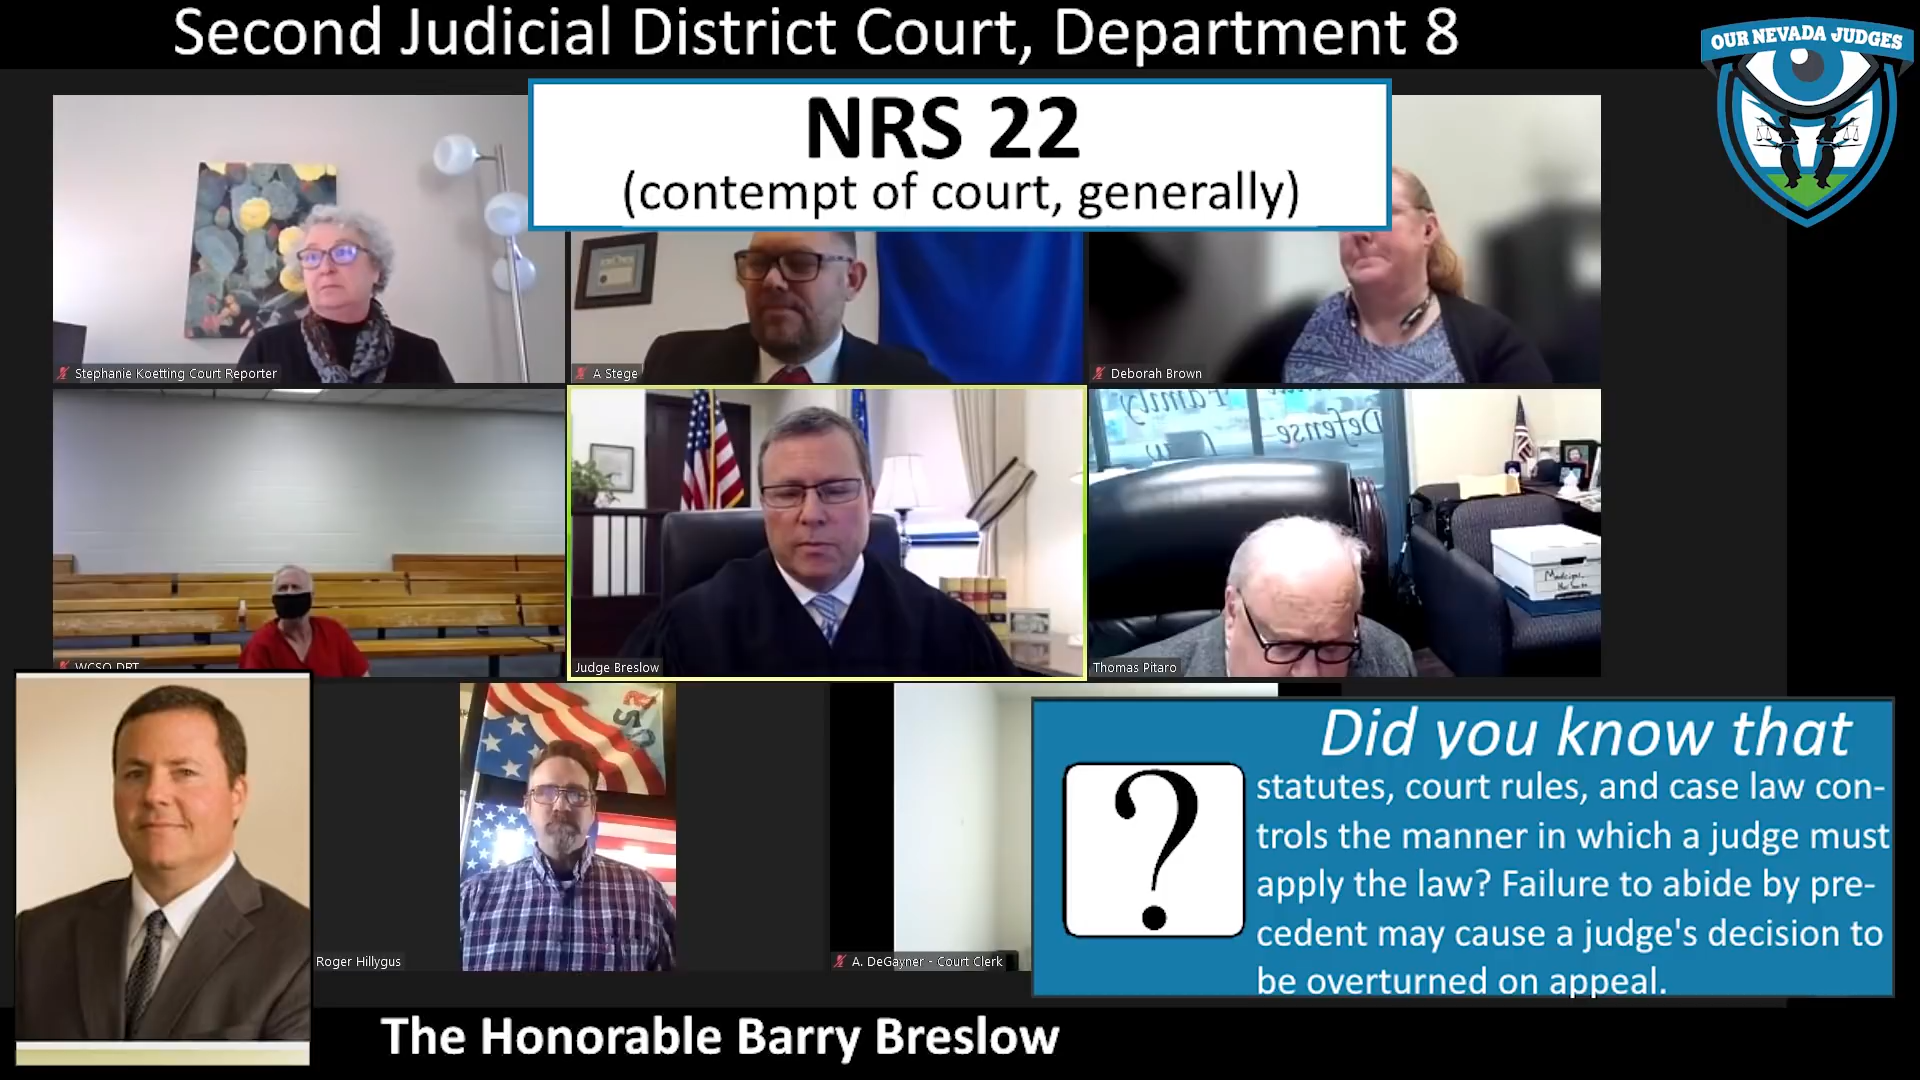 Second Judicial District Court, Department 8
OUR NEVADA JUDGES
NRS 22
(contempt of court, generally)
Stephanie Koetting Court Reporter
A Stege
Deborah Brown
Family
Defense
WCSO DRT
Judge Breslow
Thomas Pitaro
Roger Hillygus
A. DeGayner - Court Clerk
Did you know that
?
statutes, court rules, and case law con-
trols the manner in which a judge must
apply the law? Failure to abide by pre-
cedent may cause a judge's decision to
be overturned on appeal.
The Honorable Barry Breslow